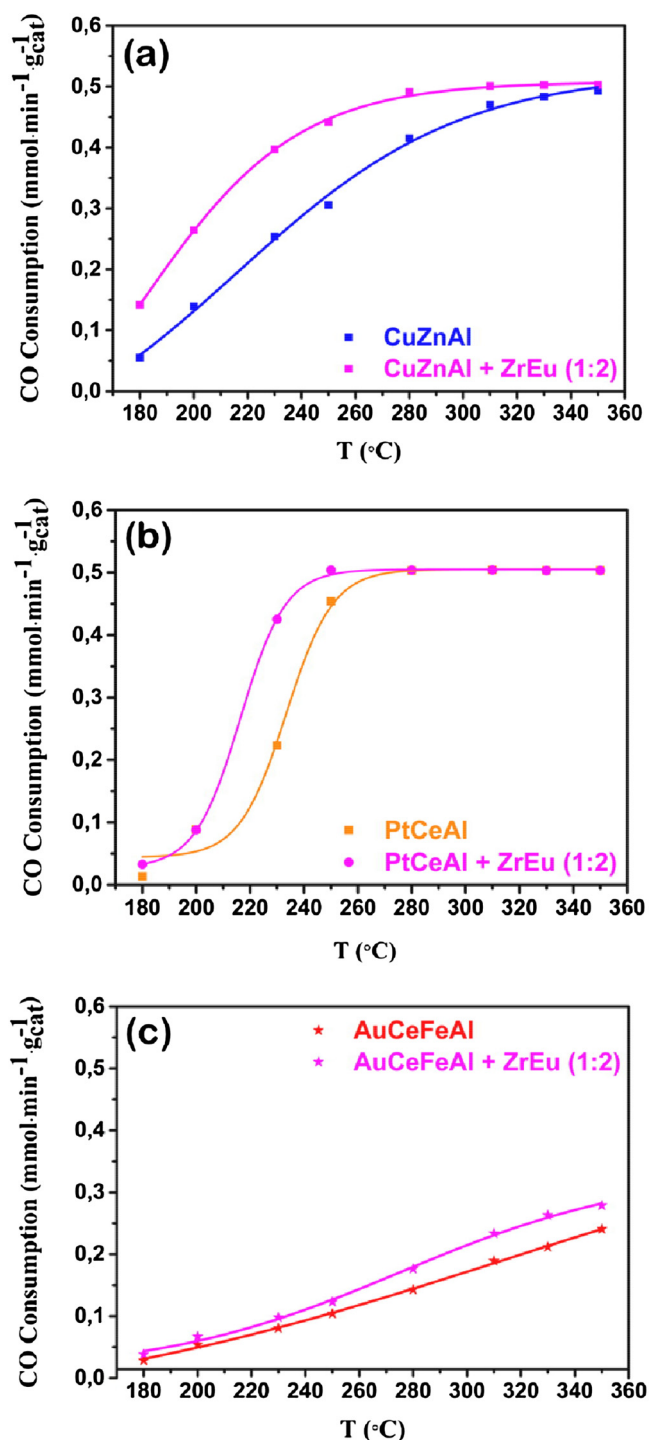 (a)
CO Consumption (mmol·min⁻¹·g⁻¹cat)
0,6
0,5
0,4
0,3
0,2
0,1
0,0
CuZnAl
CuZnAl + ZrEu (1:2)
180 200 220 240 260 280 300 320 340 360
T (°C)
(b)
CO Consumption (mmol·min⁻¹·g⁻¹cat)
0,6
0,5
0,4
0,3
0,2
0,1
0,0
PtCeAl
PtCeAl + ZrEu (1:2)
180 200 220 240 260 280 300 320 340 360
T (°C)
(c)
CO Consumption (mmol·min⁻¹·g⁻¹cat)
AuCeFeAl
AuCeFeAl + ZrEu (1:2)
0,6
0,5
0,4
0,3
0,2
0,1
0,0
180 200 220 240 260 280 300 320 340 360
T (°C)